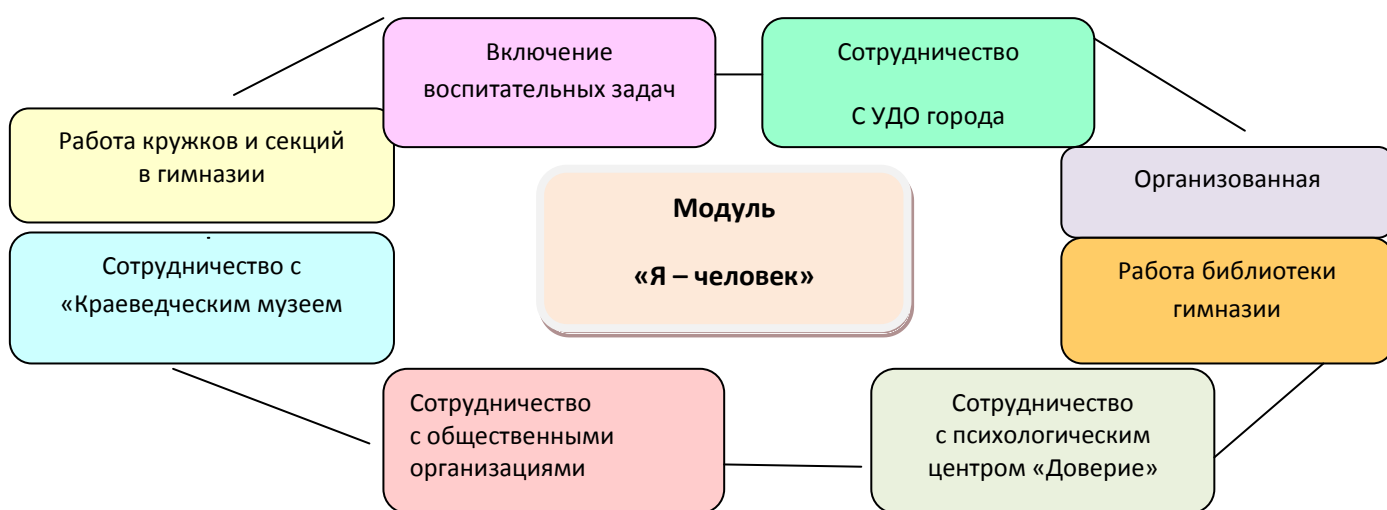 Включение
воспитательных задач
Сотрудничество
С УДО города
Работа кружков и секций
в гимназии
Организованная
Модуль
«Я – человек»
Сотрудничество с
«Краеведческим музеем
Работа библиотеки
гимназии
Сотрудничество
с общественными
организациями
Сотрудничество
с психологическим
центром «Доверие»